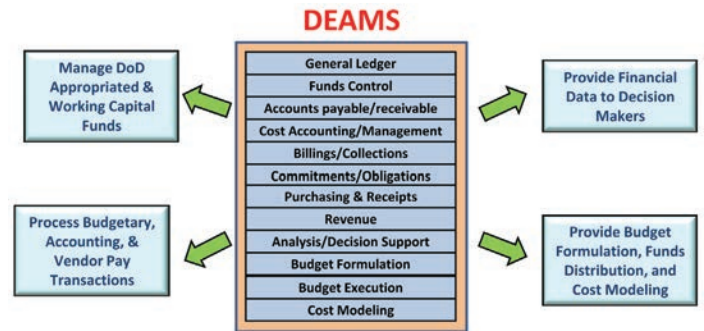 DEAMS
Manage DoD
Appropriated &
Working Capital
Funds
Process Budgetary,
Accounting, &
Vendor Pay
Transactions
General Ledger
Funds Control
Accounts payable/receivable
Cost Accounting/Management
Billings/Collections
Commitments/Obligations
Purchasing & Receipts
Revenue
Analysis/Decision Support
Budget Formulation
Budget Execution
Cost Modeling
Provide Financial
Data to Decision
Makers
Provide Budget
Formulation, Funds
Distribution, and
Cost Modeling